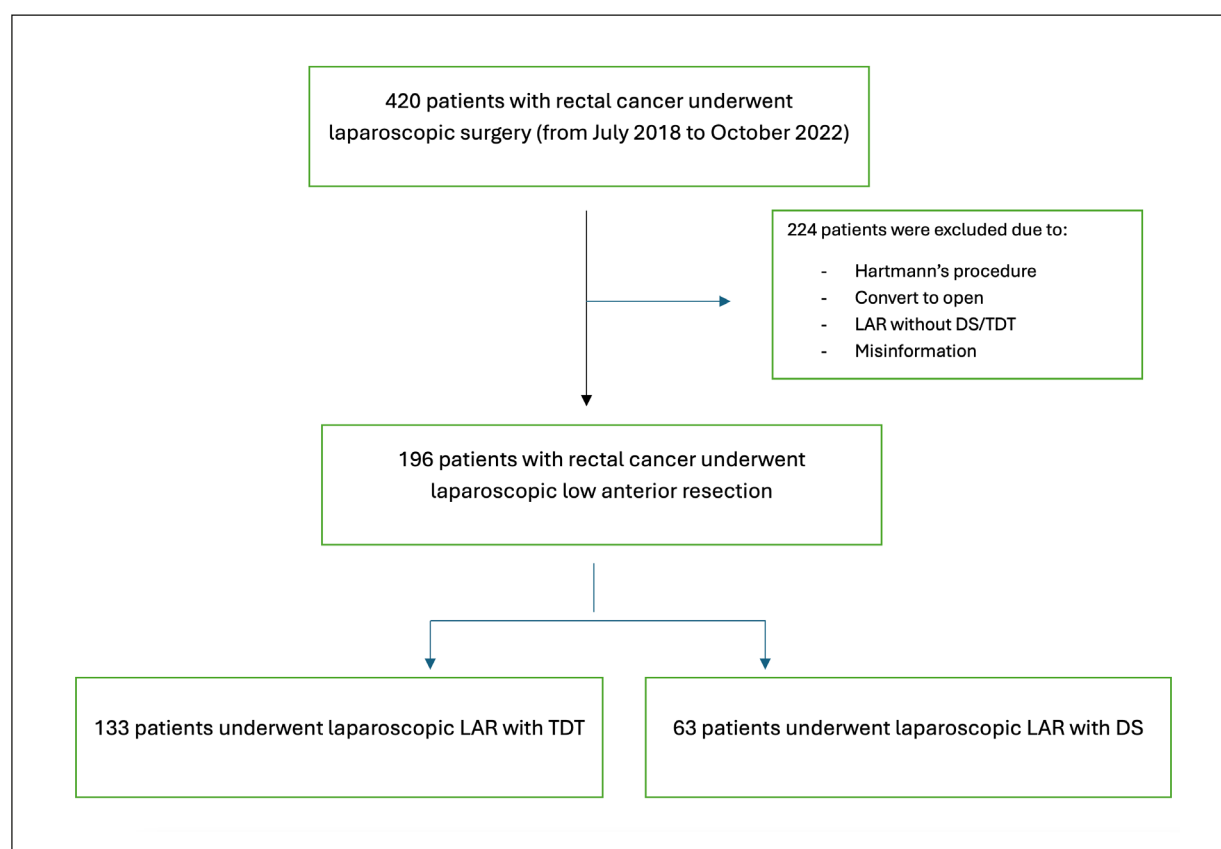 420 patients with rectal cancer underwent
laparoscopic surgery (from July 2018 to October 2022)
224 patients were excluded due to:
- Hartmann’s procedure
- Convert to open
- LAR without DS/TDT
- Misinformation
196 patients with rectal cancer underwent
laparoscopic low anterior resection
133 patients underwent laparoscopic LAR with TDT
63 patients underwent laparoscopic LAR with DS